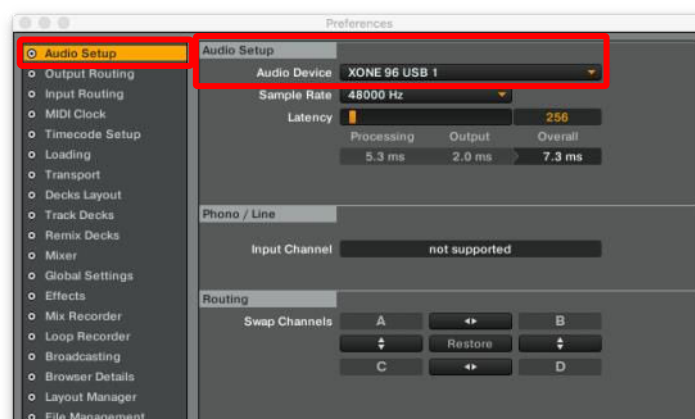 Preferences
Audio Setup
Output Routing
Input Routing
MIDI Clock
Timecode Setup
Loading
Transport
Decks Layout
Track Decks
Remix Decks
Mixer
Global Settings
Effects
Mix Recorder
Loop Recorder
Broadcasting
Browser Details
Layout Manager
File Management
Audio Setup
Audio Device XONE 96 USB 1
Sample Rate 48000 Hz
Latency 256
Processing Output Overall
5.3 ms 2.0 ms 7.3 ms
Phono / Line
Input Channel not supported
Routing
Swap Channels A B
Restore
C D